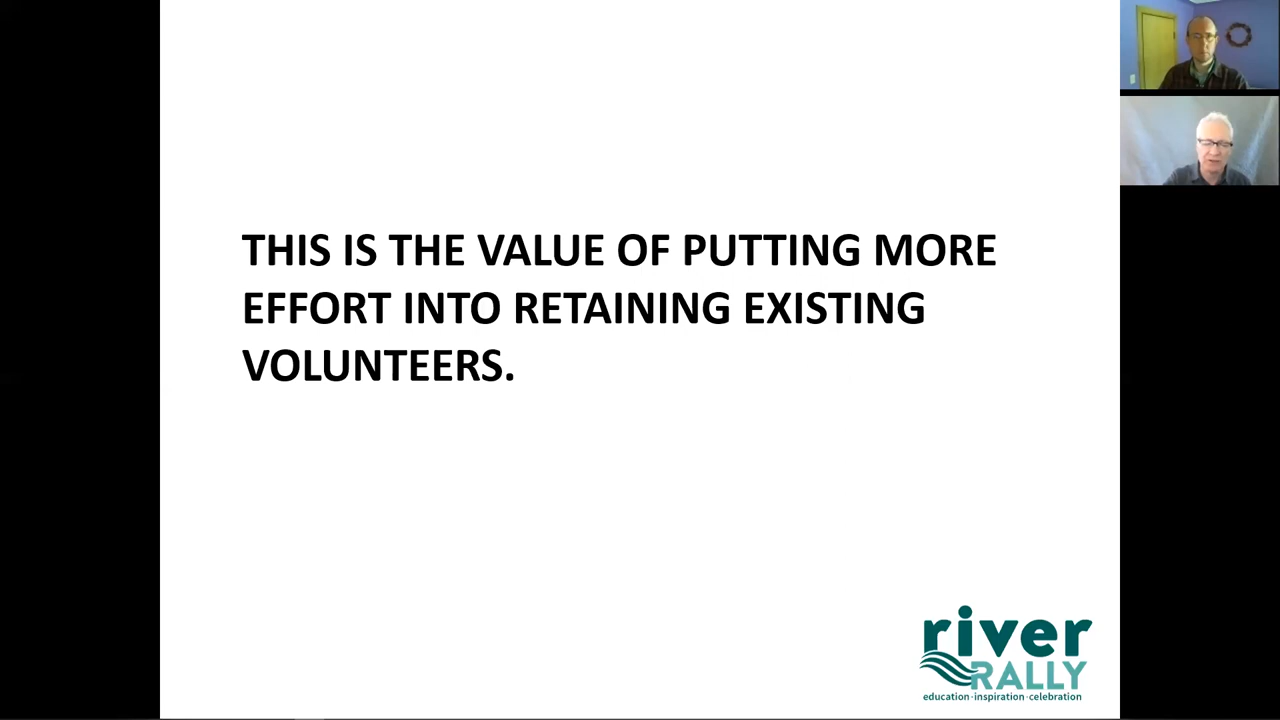 THIS IS THE VALUE OF PUTTING MORE
EFFORT INTO RETAINING EXISTING
VOLUNTEERS.
river
RALLY
education·inspiration·celebration